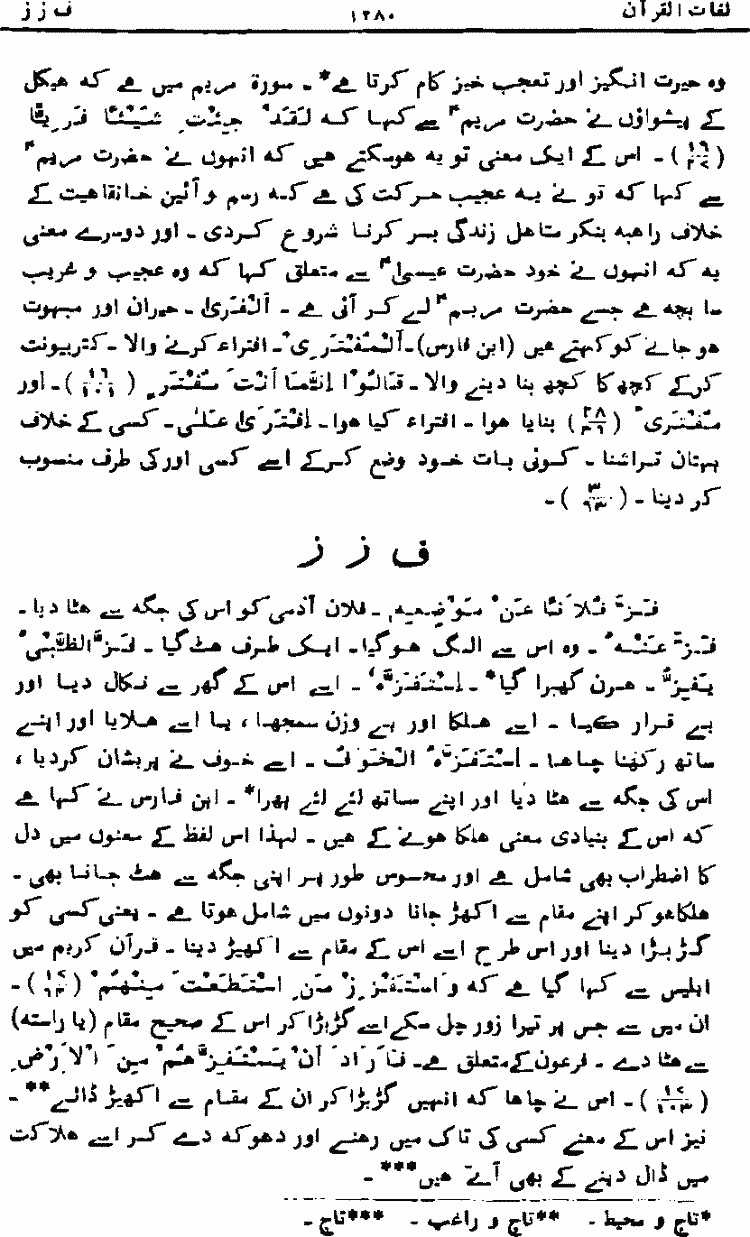 لغات القرآن ۱۲۸۰ ف ز ز
وہ حیرت انگیز اور تعجب خیز کام کرتا ہے*۔ سورۃ مریم میں ہے کہ ہیکل
کے پیشواؤں نے حضرت مریمؑ سے کہا کہ لَقَدْ جِئْتِ شَیْئًا فَرِیًّا
(۱۹/۲۷)۔ اس کے ایک معنی تو یہ ہوسکتے ہیں کہ انہوں نے حضرت مریمؑ
سے کہا کہ تو نے یہ عجیب حرکت کی ہے کہ رسم و آئین خانقاہیت کے
خلاف راہبہ بنکر متاہل زندگی بسر کرنا شروع کردی۔ اور دوسرے معنی
یہ کہ انہوں نے خود حضرت عیسیٰؑ سے متعلق کہا کہ وہ عجیب و غریب
سا بچہ ہے جسے حضرت مریمؑ لے کر آئی ہے۔ اَلْفَرَیٰ۔ حیران اور مبہوت
ہو جانے کو کہتے ہیں (ابن فارس)۔ اَلْمُفْتَرِیْ۔ افتراء کرنے والا۔ کتربیونت
کرکے کچھ کا کچھ بنا دینے والا۔ قَالُوْا اِنَّمَا اَنْتَ مُفْتَرٍ (۱۶/۱۰۱)۔ اور
مُفْتَرًی (۲۸/۳۶) بنایا ہوا۔ افتراء کیا ہوا۔ اِفْتَرَیٰ عَلٰی۔ کسی کے خلاف
بہتان تراشنا۔ کوئی بات خود وضع کرکے اسے کسی اور کی طرف منسوب
کر دینا۔ (۳/۹۳)۔
ف ز ز
فَزَّ فُلَانًا عَنْ مَوْضِعِہٖ۔ فلان آدمی کو اس کی جگہ سے ہٹا دیا۔
فَزَّ عَنْہُ۔ وہ اس سے الگ ہوگیا۔ ایک طرف ہٹ گیا۔ فَزَّ الظَّبْیُ
یَفِزُّ۔ ہرن گھبرا گیا*۔ اِسْتَفَزَّہٗ۔ اسے اس کے گھر سے نکال دیا اور
بے قرار کیا۔ اسے ہلکا اور بے وزن سمجھا، یا اسے ہلایا اور اپنے
ساتھ رکھنا چاہا۔ اِسْتَفَزَّہُ الْخَوْفُ۔ اسے خوف نے پریشان کردیا،
اس کی جگہ سے ہٹا دیا اور اپنے ساتھ لئے لئے پھرا*۔ ابن فارس نے کہا ہے
کہ اس کے بنیادی معنی ہلکا ہونے کے ہیں۔ لہذا اس لفظ کے معنوں میں دل
کا اضطراب بھی شامل ہے اور محسوس طور پر اپنی جگہ سے ہٹ جانا بھی۔
ہلکا ہو کر اپنے مقام سے اکھڑ جانا دونوں میں شامل ہوتا ہے۔ یعنی کسی کو
گڑبڑا دینا اور اس طرح اسے اس کے مقام سے اکھیڑ دینا۔ قرآن کریم میں
ابلیس سے کہا گیا ہے کہ وَاسْتَفْزِزْ مَنِ اسْتَطَعْتَ مِنْہُمْ (۱۷/۶۴)۔
ان میں سے جس پر تیرا زور چل سکے اسے گڑبڑا کر اس کے صحیح مقام (یا راستہ)
سے ہٹا دے۔ فرعون کے متعلق ہے۔ فَاَرَادَ اَنْ یَسْتَفِزَّہُمْ مِنَ الْاَرْضِ
(۱۷/۱۰۳)۔ اس نے چاہا کہ انہیں گڑبڑا کر ان کے مقام سے اکھیڑ ڈالے**۔
نیز اس کے معنے کسی کی تاک میں رہنے اور دھوکہ دے کر اسے ہلاکت
میں ڈال دینے کے بھی آئے ہیں***۔
*تاج و محیط۔ **تاج و راغب۔ ***تاج۔